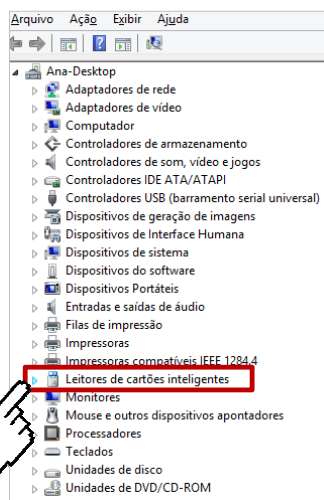 Arquivo Ação Exibir Ajuda
Ana-Desktop
Adaptadores de rede
Adaptadores de vídeo
Computador
Controladores de armazenamento
Controladores de som, vídeo e jogos
Controladores IDE ATA/ATAPI
Controladores USB (barramento serial universal)
Dispositivos de geração de imagens
Dispositivos de Interface Humana
Dispositivos de sistema
Dispositivos do software
Dispositivos Portáteis
Entradas e saídas de áudio
Filas de impressão
Impressoras
Impressoras compatíveis IEEE 1284.4
Leitores de cartões inteligentes
Monitores
Mouse e outros dispositivos apontadores
Processadores
Teclados
Unidades de disco
Unidades de DVD/CD-ROM